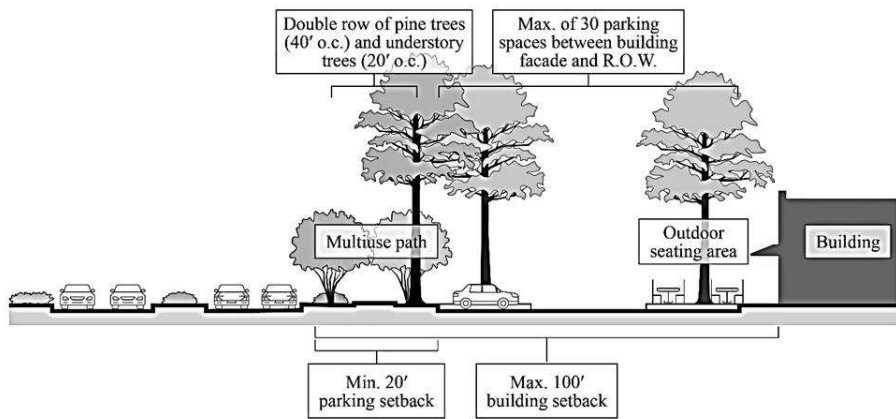 Double row of pine trees
(40′ o.c.) and understory
trees (20′ o.c.)
Max. of 30 parking
spaces between building
facade and R.O.W.
Multiuse path
Outdoor
seating area
Building
Min. 20′
parking setback
Max. 100′
building setback